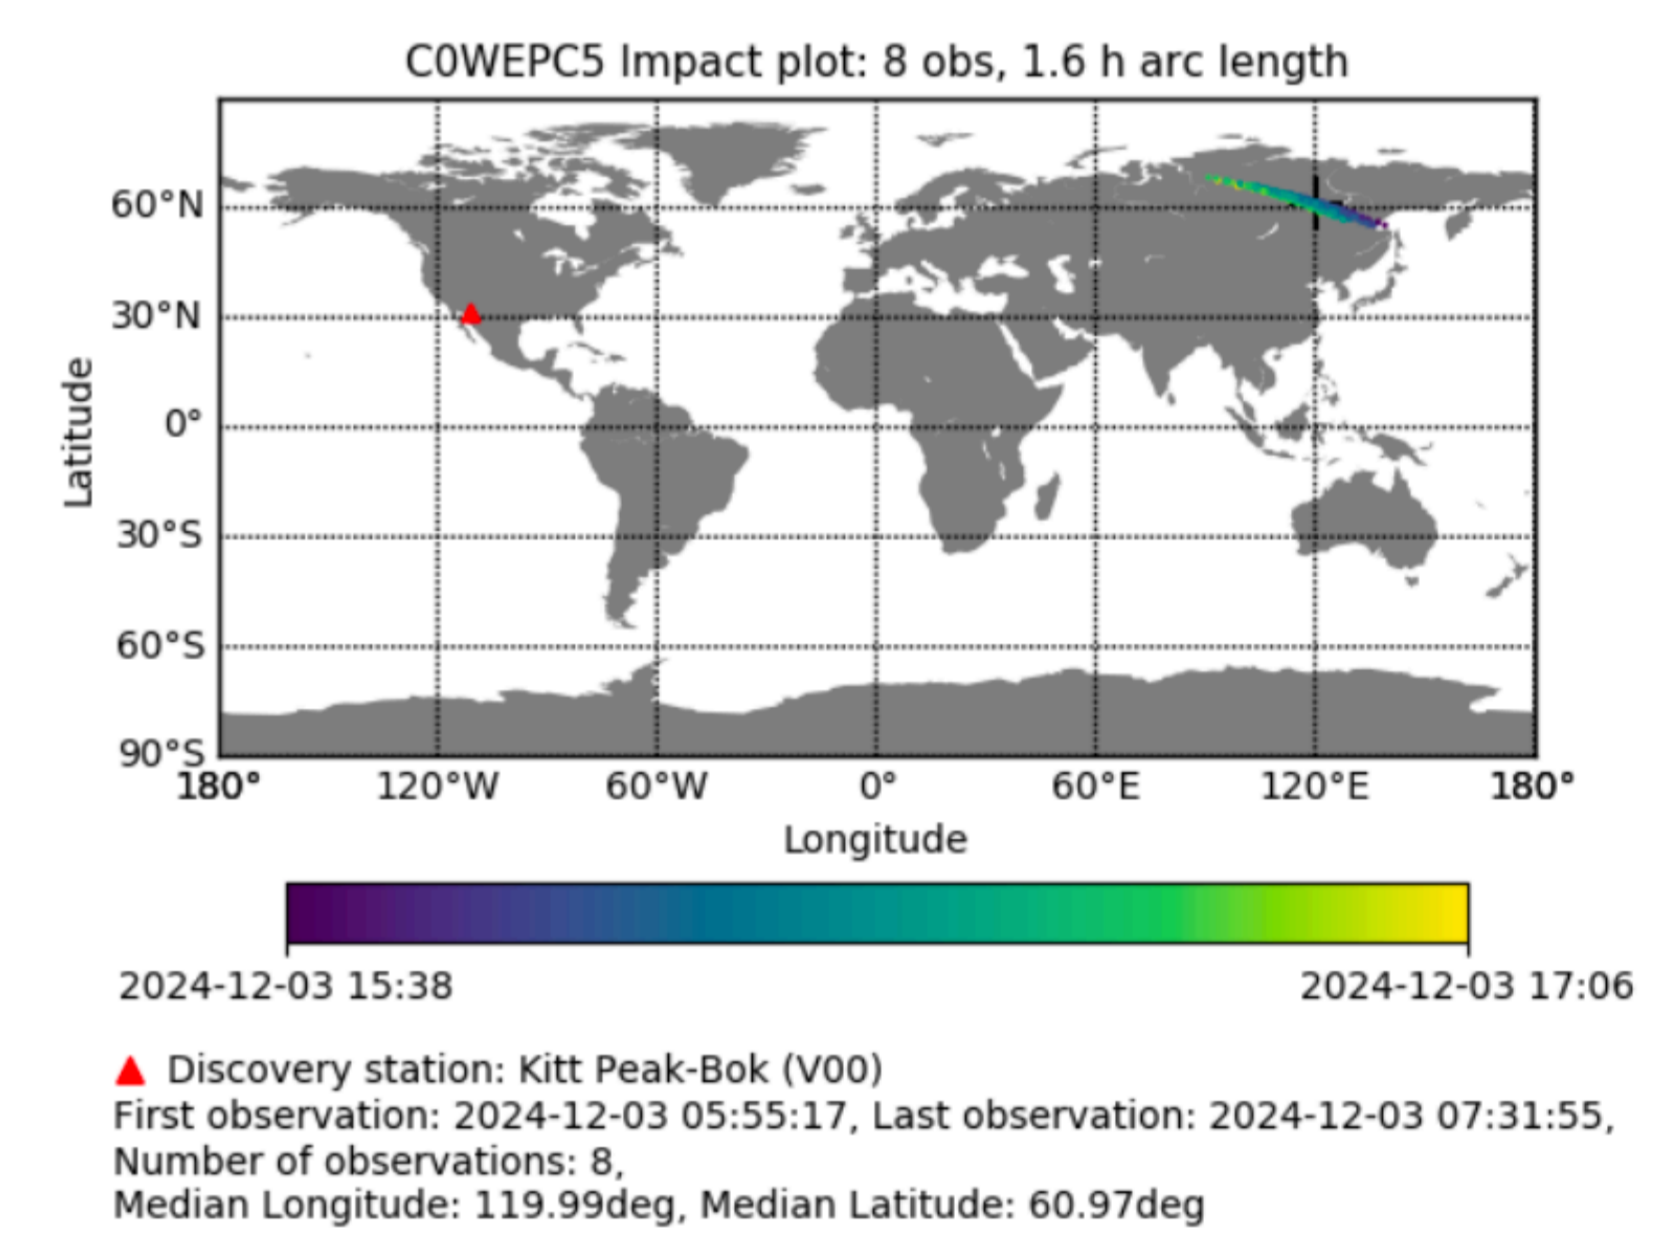 C0WEPC5 Impact plot: 8 obs, 1.6 h arc length
60°N
30°N
0°
30°S
60°S
90°S
Latitude
180° 120°W 60°W 0° 60°E 120°E 180°
Longitude
2024-12-03 15:38 2024-12-03 17:06
Discovery station: Kitt Peak-Bok (V00)
First observation: 2024-12-03 05:55:17, Last observation: 2024-12-03 07:31:55,
Number of observations: 8,
Median Longitude: 119.99deg, Median Latitude: 60.97deg